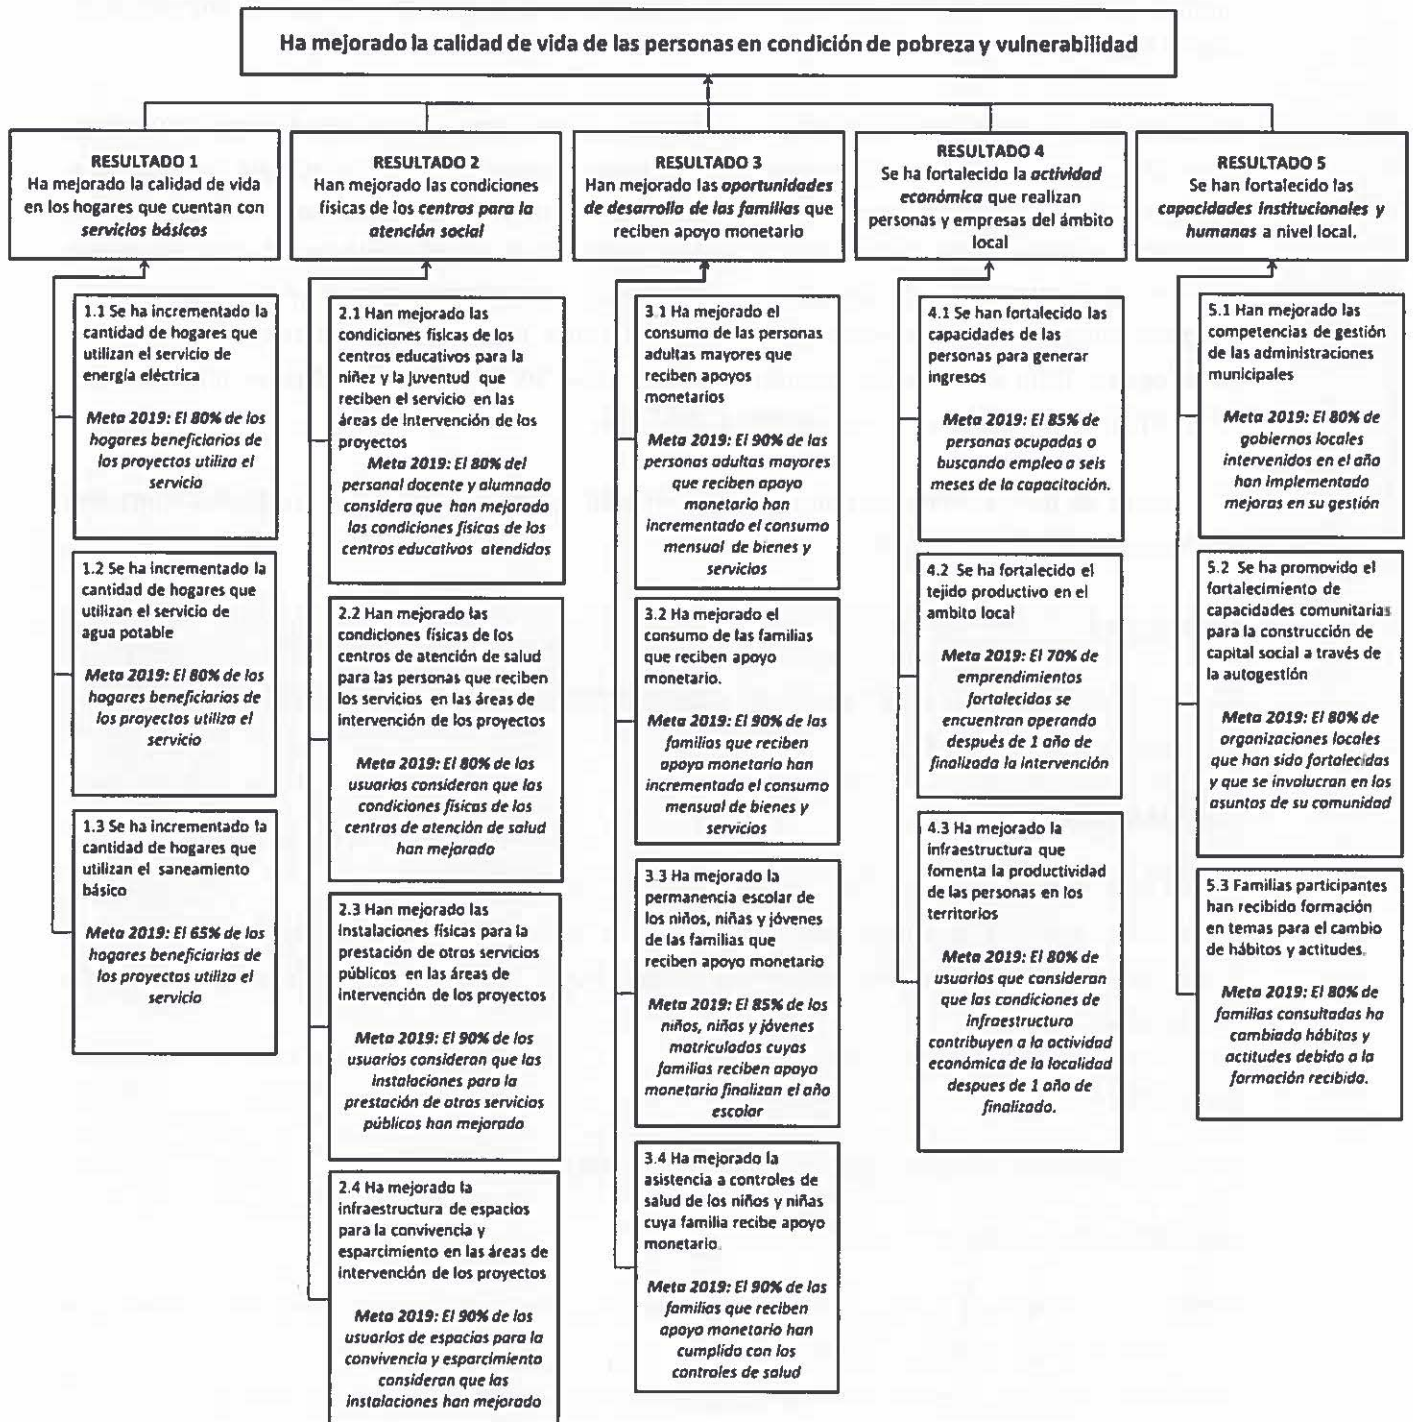 Ha mejorado la calidad de vida de las personas en condición de pobreza y vulnerabilidad
RESULTADO 1
Ha mejorado la calidad de vida
en los hogares que cuentan con
servicios básicos
1.1 Se ha incrementado la
cantidad de hogares que
utilizan el servicio de
energía eléctrica
Meta 2019: El 80% de los
hogares beneficiarios de
los proyectos utiliza el
servicio
1.2 Se ha incrementado la
cantidad de hogares que
utilizan el servicio de
agua potable
Meta 2019: El 80% de los
hogares beneficiarios de
los proyectos utiliza el
servicio
1.3 Se ha incrementado la
cantidad de hogares que
utilizan el saneamiento
básico
Meta 2019: El 65% de los
hogares beneficiarios de
los proyectos utiliza el
servicio
RESULTADO 2
Han mejorado las condiciones
físicas de los centros para la
atención social
2.1 Han mejorado las
condiciones físicas de los
centros educativos para la
niñez y la juventud que
reciben el servicio en las
áreas de intervención de los
proyectos
Meta 2019: El 80% del
personal docente y alumnado
considera que han mejorado
las condiciones físicas de los
centros educativos atendidos
2.2 Han mejorado las
condiciones físicas de los
centros de atención de salud
para las personas que reciben
los servicios en las áreas de
intervención de los proyectos
Meta 2019: El 80% de los
usuarios consideran que las
condiciones físicas de los
centros de atención de salud
han mejorado
2.3 Han mejorado las
instalaciones físicas para la
prestación de otros servicios
públicos en las áreas de
intervención de los proyectos
Meta 2019: El 90% de los
usuarios consideran que las
instalaciones para la
prestación de otros servicios
públicos han mejorado
2.4 Ha mejorado la
infraestructura de espacios
para la convivencia y
esparcimiento en las áreas de
intervención de los proyectos
Meta 2019: El 90% de los
usuarios de espacios para la
convivencia y esparcimiento
consideran que las
instalaciones han mejorado
RESULTADO 3
Han mejorado las oportunidades
de desarrollo de las familias que
reciben apoyo monetario
3.1 Ha mejorado el
consumo de las personas
adultas mayores que
reciben apoyos
monetarios
Meta 2019: El 90% de las
personas adultas mayores
que reciben apoyo
monetario han
incrementado el consumo
mensual de bienes y
servicios
3.2 Ha mejorado el
consumo de las familias
que reciben apoyo
monetario.
Meta 2019: El 90% de las
familias que reciben
apoyo monetario han
incrementado el consumo
mensual de bienes y
servicios
3.3 Ha mejorado la
permanencia escolar de
los niños, niñas y jóvenes
de las familias que
reciben apoyo monetario
Meta 2019: El 85% de los
niños, niñas y jóvenes
matriculados cuyas
familias reciben apoyo
monetario finalizan el año
escolar
3.4 Ha mejorado la
asistencia a controles de
salud de los niños y niñas
cuya familia recibe apoyo
monetario.
Meta 2019: El 90% de las
familias que reciben
apoyo monetario han
cumplido con los
controles de salud
RESULTADO 4
Se ha fortalecido la actividad
económica que realizan
personas y empresas del ámbito
local
4.1 Se han fortalecido las
capacidades de las
personas para generar
ingresos
Meta 2019: El 85% de
personas ocupadas o
buscando empleo a seis
meses de la capacitación.
4.2 Se ha fortalecido el
tejido productivo en el
ambito local
Meta 2019: El 70% de
emprendimientos
fortalecidos se
encuentran operando
después de 1 año de
finalizada la intervención
4.3 Ha mejorado la
infraestructura que
fomenta la productividad
de las personas en los
territorios
Meta 2019: El 80% de
usuarios que consideran
que las condiciones de
infraestructura
contribuyen a la actividad
económica de la localidad
despues de 1 año de
finalizado.
RESULTADO 5
Se han fortalecido las
capacidades institucionales y
humanas a nivel local.
5.1 Han mejorado las
competencias de gestión
de las administraciones
municipales
Meta 2019: El 80% de
gobiernos locales
intervenidos en el año
han implementado
mejoras en su gestión
5.2 Se ha promovido el
fortalecimiento de
capacidades comunitarias
para la construcción de
capital social a través de
la autogestión
Meta 2019: El 80% de
organizaciones locales
que han sido fortalecidas
y que se involucran en los
asuntos de su comunidad
5.3 Familias participantes
han recibido formación
en temas para el cambio
de hábitos y actitudes.
Meta 2019: El 80% de
familias consultadas ha
cambiado hábitos y
actitudes debido a la
formación recibida.